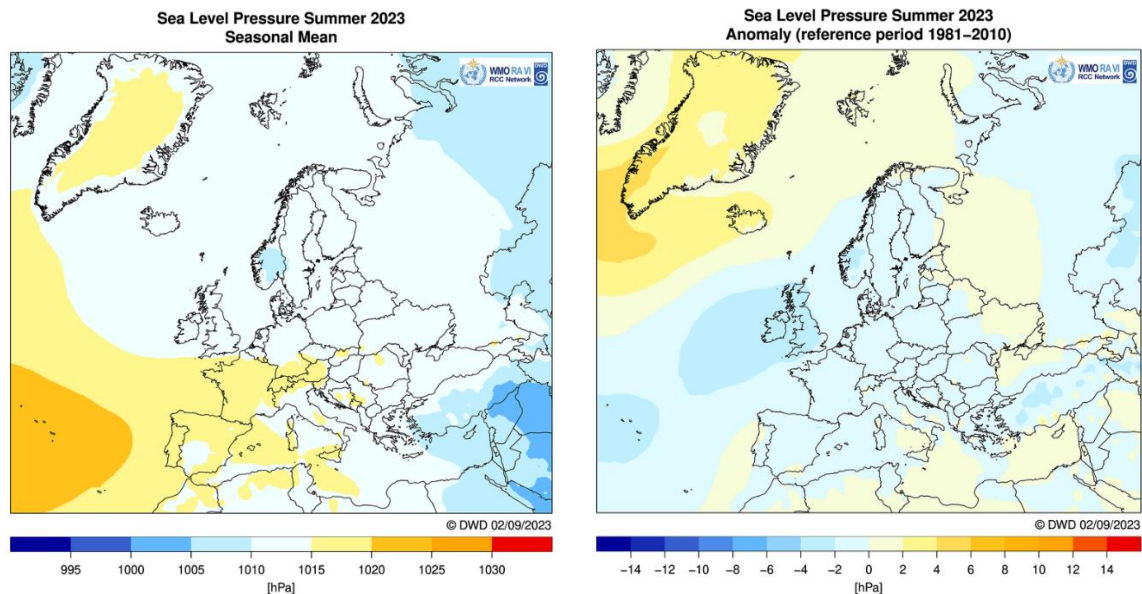 Sea Level Pressure Summer 2023
Seasonal Mean
WMO RA VI
RCC Network
DWD
© DWD 02/09/2023
995 1000 1005 1010 1015 1020 1025 1030
[hPa]
Sea Level Pressure Summer 2023
Anomaly (reference period 1981−2010)
WMO RA VI
RCC Network
DWD
© DWD 02/09/2023
−14 −12 −10 −8 −6 −4 −2 0 2 4 6 8 10 12 14
[hPa]